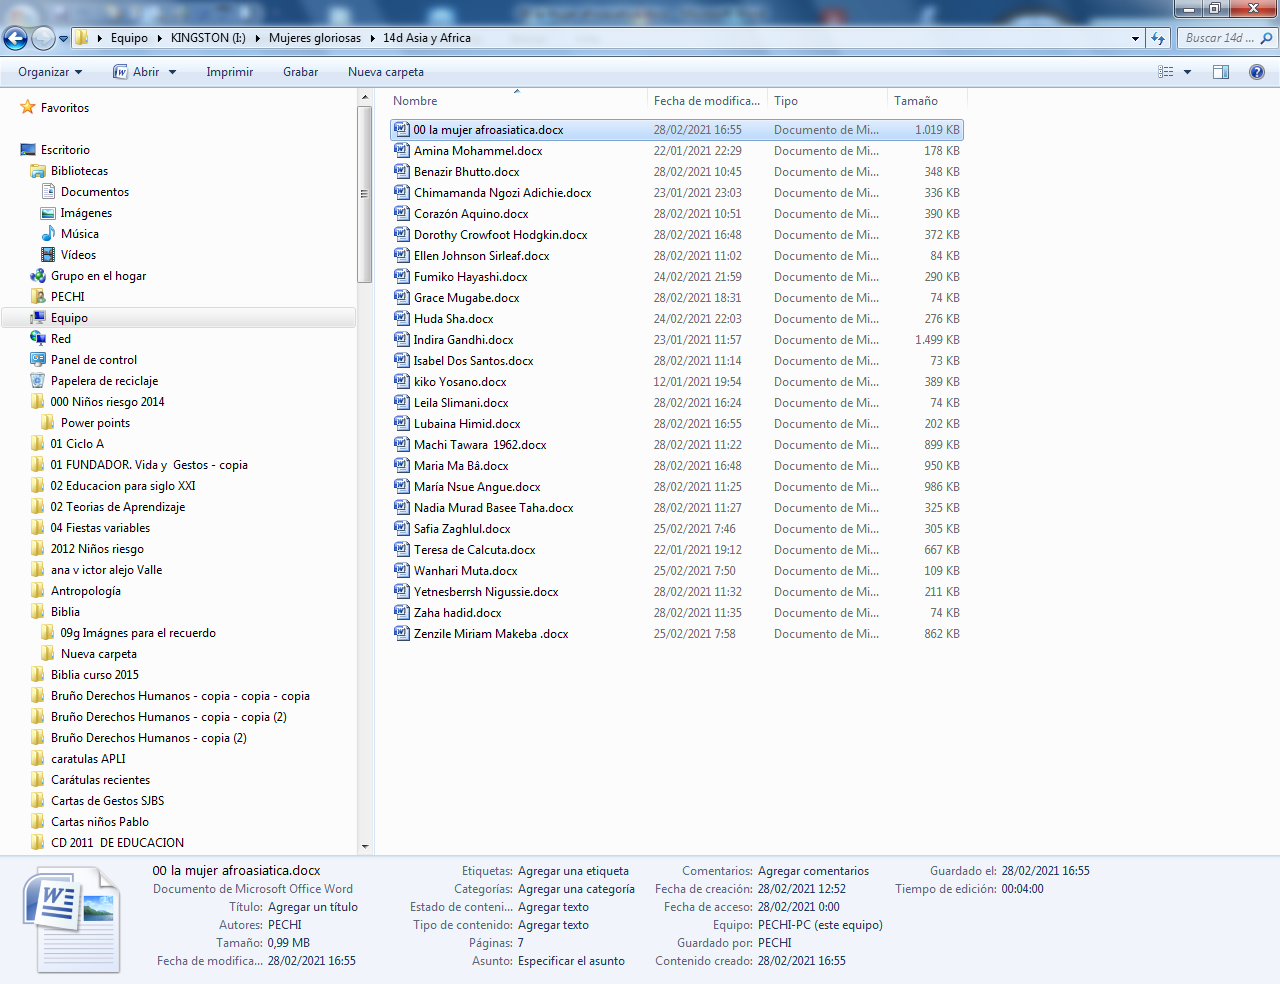 Equipo ▸ KINGSTON (I:) ▸ Mujeres gloriosas ▸ 14d Asia y Africa
Buscar 14d ...
Organizar Abrir Imprimir Grabar Nueva carpeta
Favoritos
Escritorio
Bibliotecas
Documentos
Imágenes
Música
Vídeos
Grupo en el hogar
PECHI
Equipo
Red
Panel de control
Papelera de reciclaje
000 Niños riesgo 2014
Power points
01 Ciclo A
01 FUNDADOR. Vida y Gestos - copia
02 Educacion para siglo XXI
02 Teorias de Aprendizaje
04 Fiestas variables
2012 Niños riesgo
ana v ictor alejo Valle
Antropología
Biblia
09g Imágnes para el recuerdo
Nueva carpeta
Biblia curso 2015
Bruño Derechos Humanos - copia - copia - copia
Bruño Derechos Humanos - copia - copia (2)
Bruño Derechos Humanos - copia (2)
caratulas APLI
Carátulas recientes
Cartas de Gestos SJBS
Cartas niños Pablo
CD 2011 DE EDUCACION
Nombre Fecha de modifica... Tipo Tamaño
00 la mujer afroasiatica.docx 28/02/2021 16:55 Documento de Mi... 1.019 KB
Amina Mohammel.docx 22/01/2021 22:29 Documento de Mi... 178 KB
Benazir Bhutto.docx 28/02/2021 10:45 Documento de Mi... 348 KB
Chimamanda Ngozi Adichie.docx 23/01/2021 23:03 Documento de Mi... 336 KB
Corazón Aquino.docx 28/02/2021 10:51 Documento de Mi... 390 KB
Dorothy Crowfoot Hodgkin.docx 28/02/2021 16:48 Documento de Mi... 372 KB
Ellen Johnson Sirleaf.docx 28/02/2021 11:02 Documento de Mi... 84 KB
Fumiko Hayashi.docx 24/02/2021 21:59 Documento de Mi... 290 KB
Grace Mugabe.docx 28/02/2021 18:31 Documento de Mi... 74 KB
Huda Sha.docx 24/02/2021 22:03 Documento de Mi... 276 KB
Indira Gandhi.docx 23/01/2021 11:57 Documento de Mi... 1.499 KB
Isabel Dos Santos.docx 28/02/2021 11:14 Documento de Mi... 73 KB
kiko Yosano.docx 12/01/2021 19:54 Documento de Mi... 389 KB
Leila Slimani.docx 28/02/2021 16:24 Documento de Mi... 74 KB
Lubaina Himid.docx 28/02/2021 16:55 Documento de Mi... 202 KB
Machi Tawara 1962.docx 28/02/2021 11:22 Documento de Mi... 899 KB
Maria Ma Bâ.docx 28/02/2021 16:48 Documento de Mi... 950 KB
María Nsue Angue.docx 28/02/2021 11:25 Documento de Mi... 986 KB
Nadia Murad Basee Taha.docx 28/02/2021 11:27 Documento de Mi... 325 KB
Safia Zaghlul.docx 25/02/2021 7:46 Documento de Mi... 305 KB
Teresa de Calcuta.docx 22/01/2021 19:12 Documento de Mi... 667 KB
Wanhari Muta.docx 25/02/2021 7:50 Documento de Mi... 109 KB
Yetnesberrsh Nigussie.docx 28/02/2021 11:32 Documento de Mi... 211 KB
Zaha hadid.docx 28/02/2021 11:35 Documento de Mi... 74 KB
Zenzile Miriam Makeba .docx 25/02/2021 7:58 Documento de Mi... 862 KB
00 la mujer afroasiatica.docx Etiquetas: Agregar una etiqueta Comentarios: Agregar comentarios Guardado el: 28/02/2021 16:55
Documento de Microsoft Office Word Categorías: Agregar una categoría Fecha de creación: 28/02/2021 12:52 Tiempo de edición: 00:04:00
Título: Agregar un título Estado de conteni... Agregar texto Fecha de acceso: 28/02/2021 0:00
Autores: PECHI Tipo de contenido: Agregar texto Equipo: PECHI-PC (este equipo)
Tamaño: 0,99 MB Páginas: 7 Guardado por: PECHI
Fecha de modifica... 28/02/2021 16:55 Asunto: Especificar el asunto Contenido creado: 28/02/2021 16:55